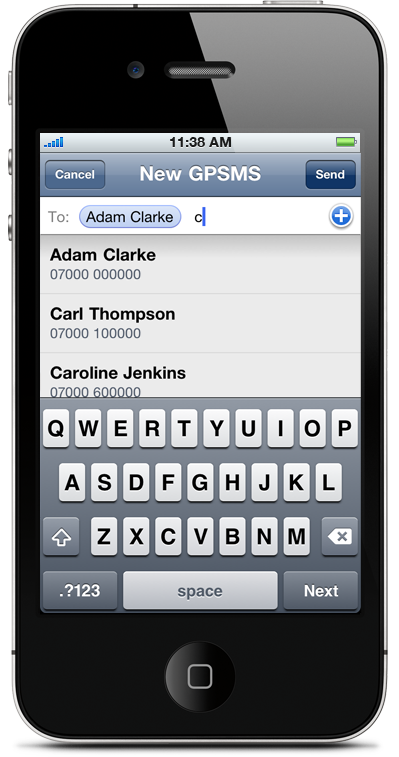 11:38 AM
Cancel New GPSMS Send
To: Adam Clarke c
Adam Clarke
07000 000000
Carl Thompson
07000 100000
Caroline Jenkins
07000 600000
Q W E R T Y U I O P
A S D F G H J K L
Z X C V B N M
.?123 space Next